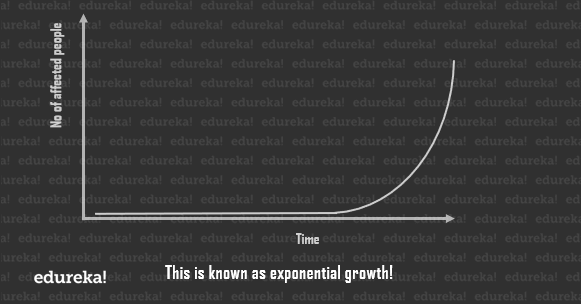 No of affected people
Time
This is known as exponential growth!
edureka!